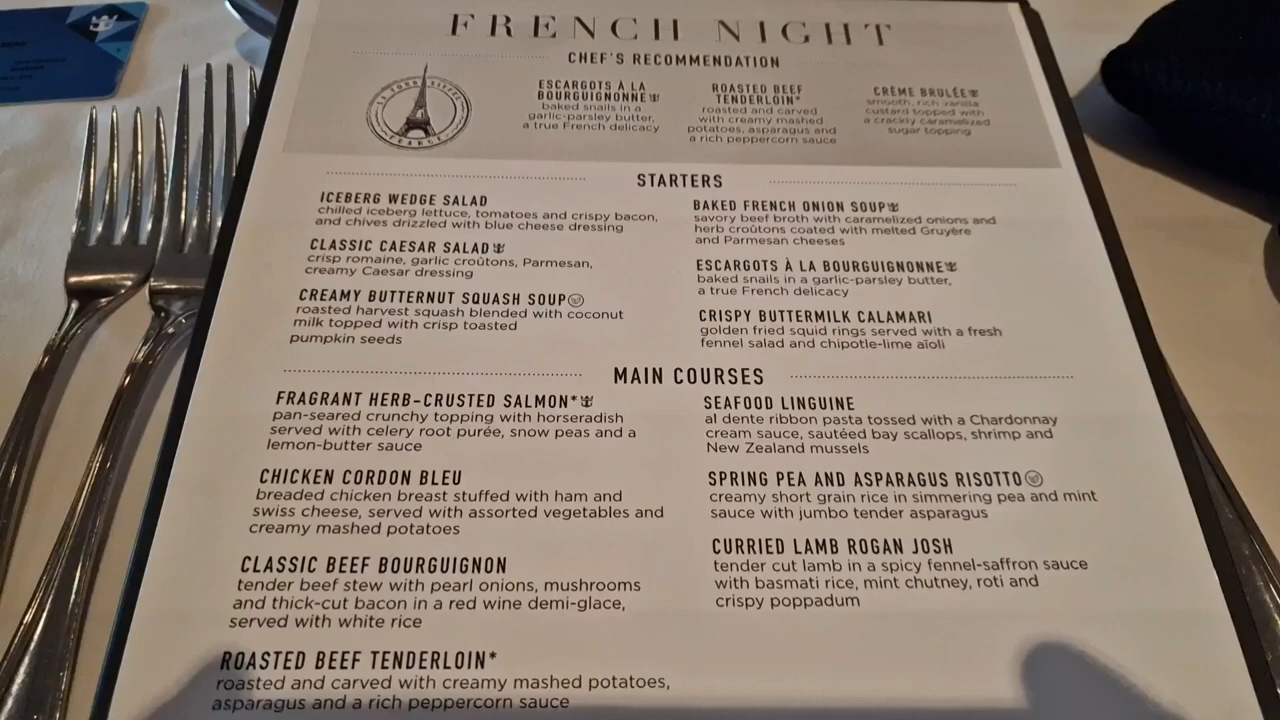 FRENCH NIGHT
CHEF'S RECOMMENDATION
LA TOUR EIFFEL
FRANCE
ESCARGOTS À LA
BOURGUIGNONNE
baked snails in a
garlic-parsley butter,
a true French delicacy
ROASTED BEEF
TENDERLOIN*
roasted and carved
with creamy mashed
potatoes, asparagus and
a rich peppercorn sauce
CRÈME BRULÉE
smooth, rich vanilla
custard topped with
a crackly caramelized
sugar topping
STARTERS
ICEBERG WEDGE SALAD
chilled iceberg lettuce, tomatoes and crispy bacon,
and chives drizzled with blue cheese dressing
CLASSIC CAESAR SALAD
crisp romaine, garlic croûtons, Parmesan,
creamy Caesar dressing
CREAMY BUTTERNUT SQUASH SOUP
roasted harvest squash blended with coconut
milk topped with crisp toasted
pumpkin seeds
BAKED FRENCH ONION SOUP
savory beef broth with caramelized onions and
herb croûtons coated with melted Gruyère
and Parmesan cheeses
ESCARGOTS À LA BOURGUIGNONNE
baked snails in a garlic-parsley butter,
a true French delicacy
CRISPY BUTTERMILK CALAMARI
golden fried squid rings served with a fresh
fennel salad and chipotle-lime aïoli
MAIN COURSES
FRAGRANT HERB-CRUSTED SALMON*
pan-seared crunchy topping with horseradish
served with celery root purée, snow peas and a
lemon-butter sauce
CHICKEN CORDON BLEU
breaded chicken breast stuffed with ham and
swiss cheese, served with assorted vegetables and
creamy mashed potatoes
CLASSIC BEEF BOURGUIGNON
tender beef stew with pearl onions, mushrooms
and thick-cut bacon in a red wine demi-glace,
served with white rice
ROASTED BEEF TENDERLOIN*
roasted and carved with creamy mashed potatoes,
asparagus and a rich peppercorn sauce
SEAFOOD LINGUINE
al dente ribbon pasta tossed with a Chardonnay
cream sauce, sautéed bay scallops, shrimp and
New Zealand mussels
SPRING PEA AND ASPARAGUS RISOTTO
creamy short grain rice in simmering pea and mint
sauce with jumbo tender asparagus
CURRIED LAMB ROGAN JOSH
tender cut lamb in a spicy fennel-saffron sauce
with basmati rice, mint chutney, roti and
crispy poppadum